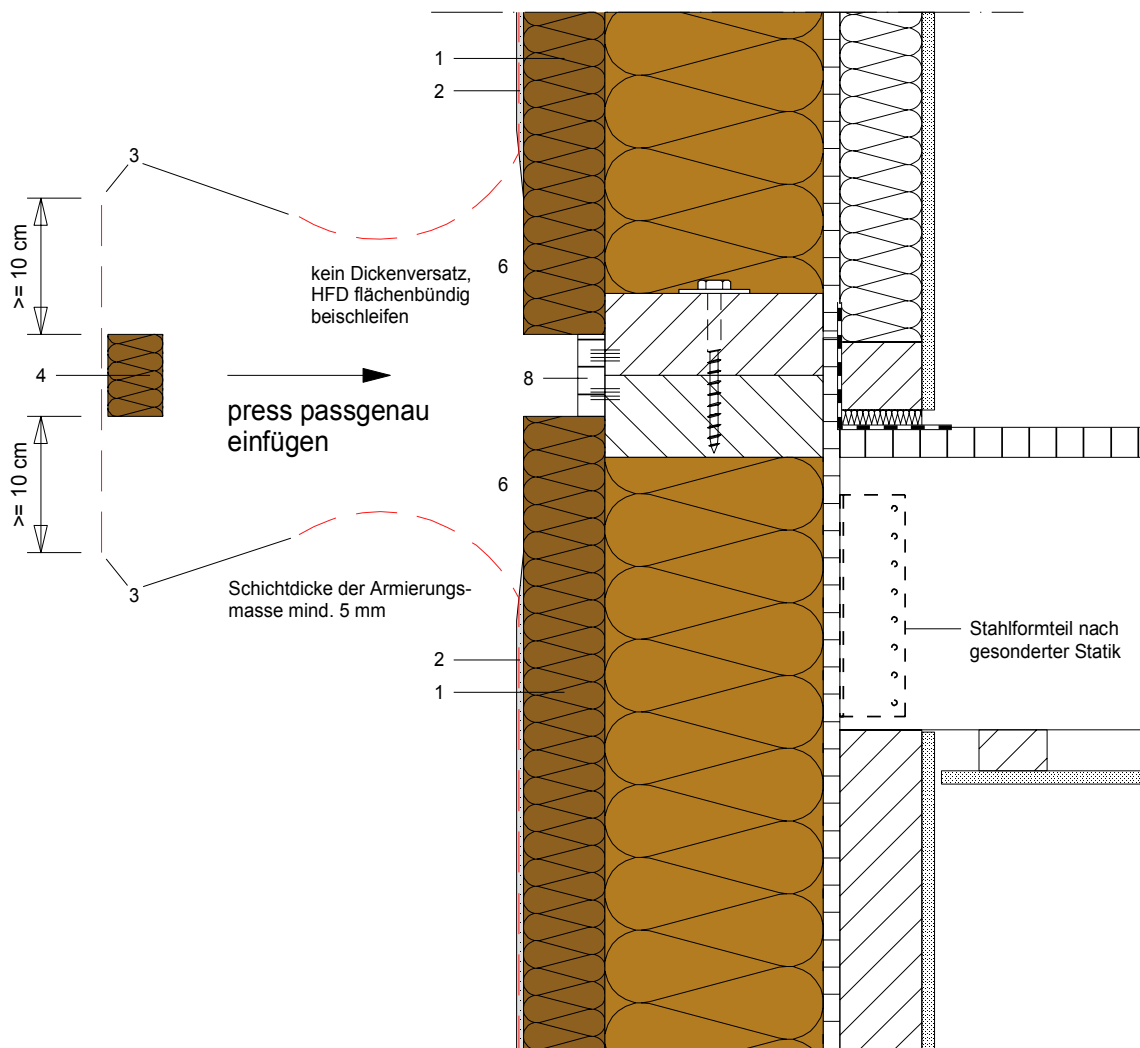 1
2
3
>= 10 cm
6
kein Dickenversatz,
HFD flächenbündig
beischleifen
4
8
press passgenau
einfügen
>= 10 cm
6
3
Schichtdicke der Armierungs-
masse mind. 5 mm
2
1
Stahlformteil nach
gesonderter Statik